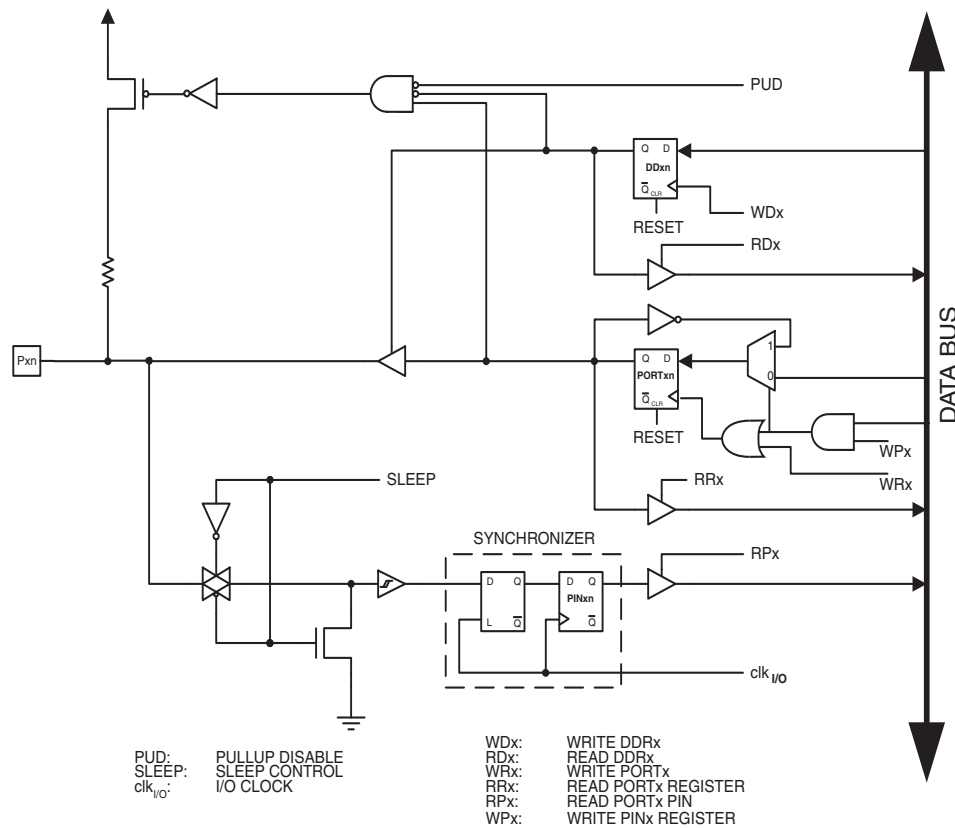 PUD
Q D
DDxn
Q CLR
WDx
RESET
RDx
Pxn
1
Q D
PORTxn
0
Q CLR
RESET
WPx
WRx
SLEEP
RRx
SYNCHRONIZER
RPx
D Q
D Q
PINxn
L Q
Q
clk I/O
DATA BUS
PUD: PULLUP DISABLE
SLEEP: SLEEP CONTROL
clkI/O: I/O CLOCK
WDx: WRITE DDRx
RDx: READ DDRx
WRx: WRITE PORTx
RRx: READ PORTx REGISTER
RPx: READ PORTx PIN
WPx: WRITE PINx REGISTER